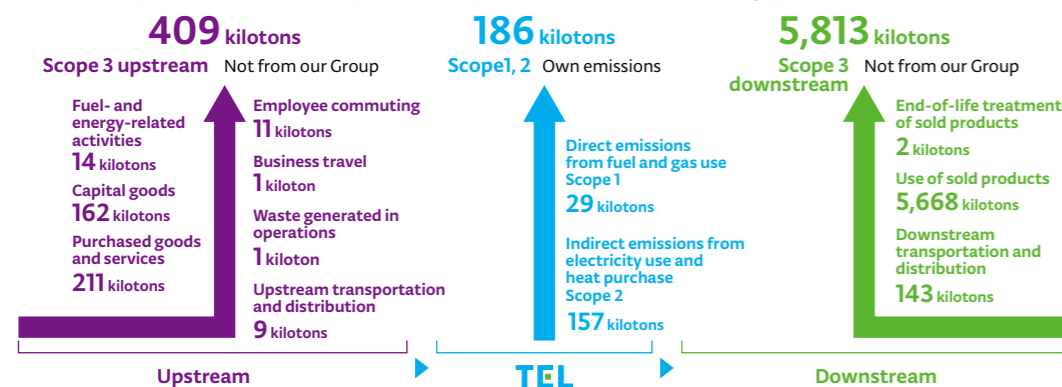 409 kilotons
Scope 3 upstream Not from our Group
Fuel- and
energy-related
activities
14 kilotons
Capital goods
162 kilotons
Purchased goods
and services
211 kilotons
Employee commuting
11 kilotons
Business travel
1 kiloton
Waste generated in
operations
1 kiloton
Upstream transportation
and distribution
9 kilotons
Upstream
186 kilotons
Scope1, 2 Own emissions
Direct emissions
from fuel and gas use
Scope 1
29 kilotons
Indirect emissions from
electricity use and
heat purchase
Scope 2
157 kilotons
TEL
5,813 kilotons
Scope 3 Not from our Group
downstream
End-of-life treatment
of sold products
2 kilotons
Use of sold products
5,668 kilotons
Downstream
transportation and
distribution
143 kilotons
Downstream